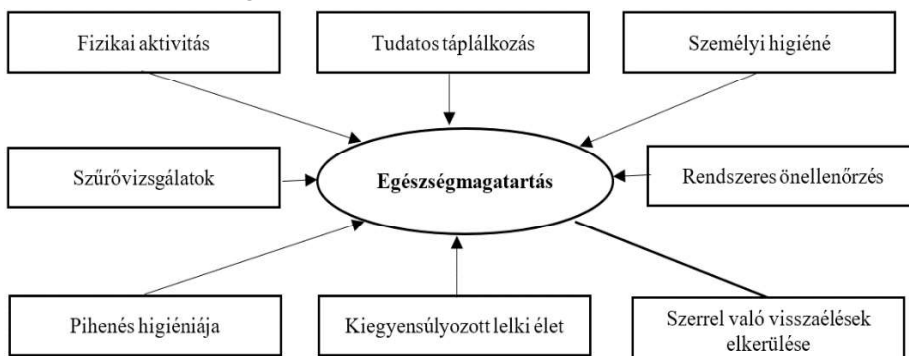 Fizikai aktivitás
Tudatos táplálkozás
Személyi higiéné
Szűrővizsgálatok
Egészségmagatartás
Rendszeres önellenőrzés
Pihenés higiéniája
Kiegyensúlyozott lelki élet
Szerrel való visszaélések
elkerülése